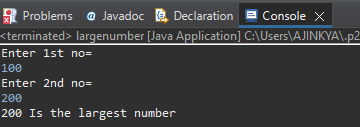 Problems Javadoc Declaration Console
<terminated> largenumber [Java Application] C:\Users\AJINKYA\.p2
Enter 1st no=
100
Enter 2nd no=
200
200 Is the largest number